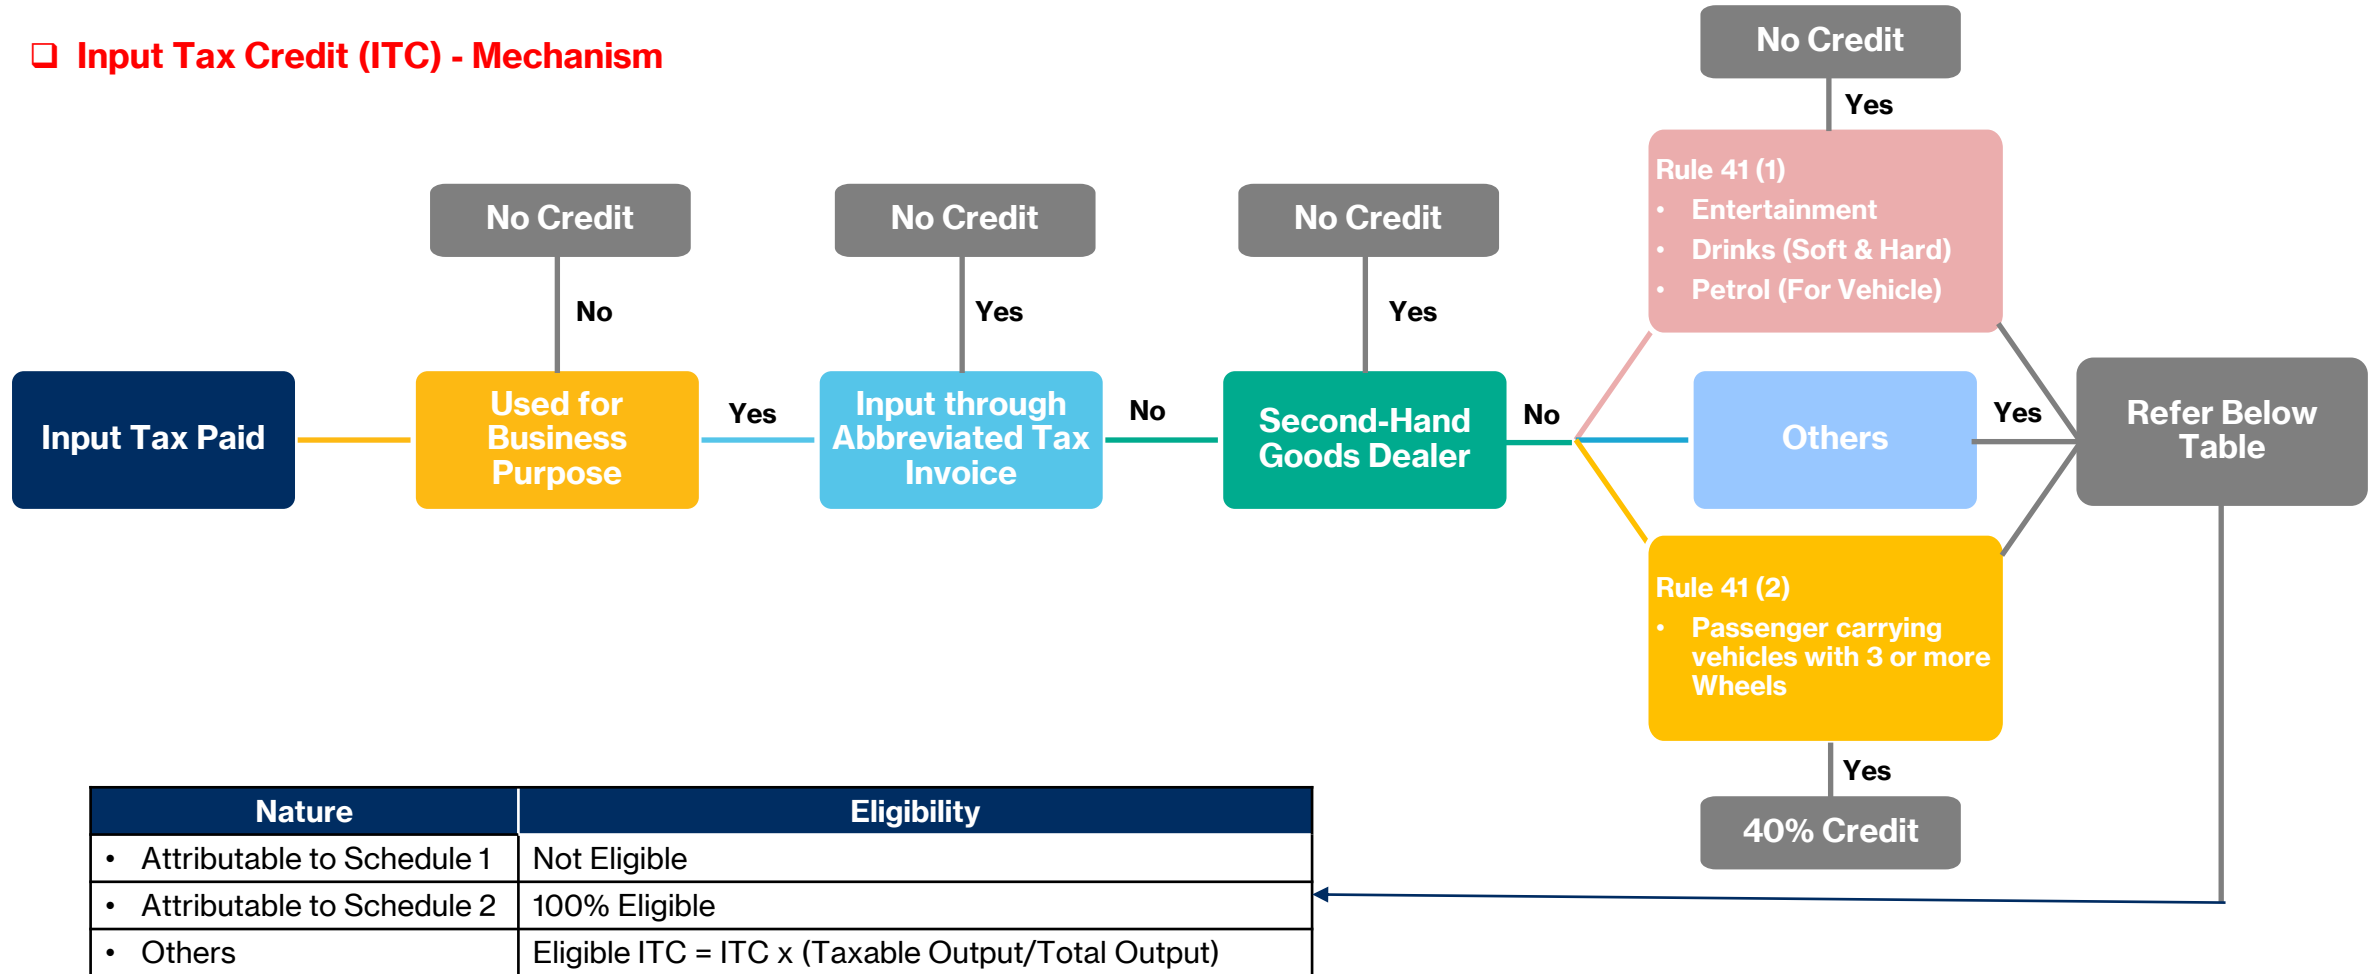 Input Tax Credit (ITC) - Mechanism
No Credit
Yes
Rule 41 (1)
• Entertainment
• Drinks (Soft & Hard)
• Petrol (For Vehicle)
No Credit
No Credit
No Credit
No
Yes
Yes
Input Tax Paid
Used for
Business
Purpose
Yes
Input through
Abbreviated Tax
Invoice
No
Second-Hand
Goods Dealer
No
Others
Yes
Refer Below
Table
Rule 41 (2)
• Passenger carrying
vehicles with 3 or more
Wheels
Yes
40% Credit
Nature
Eligibility
• Attributable to Schedule 1
Not Eligible
• Attributable to Schedule 2
100% Eligible
• Others
Eligible ITC = ITC x (Taxable Output/Total Output)